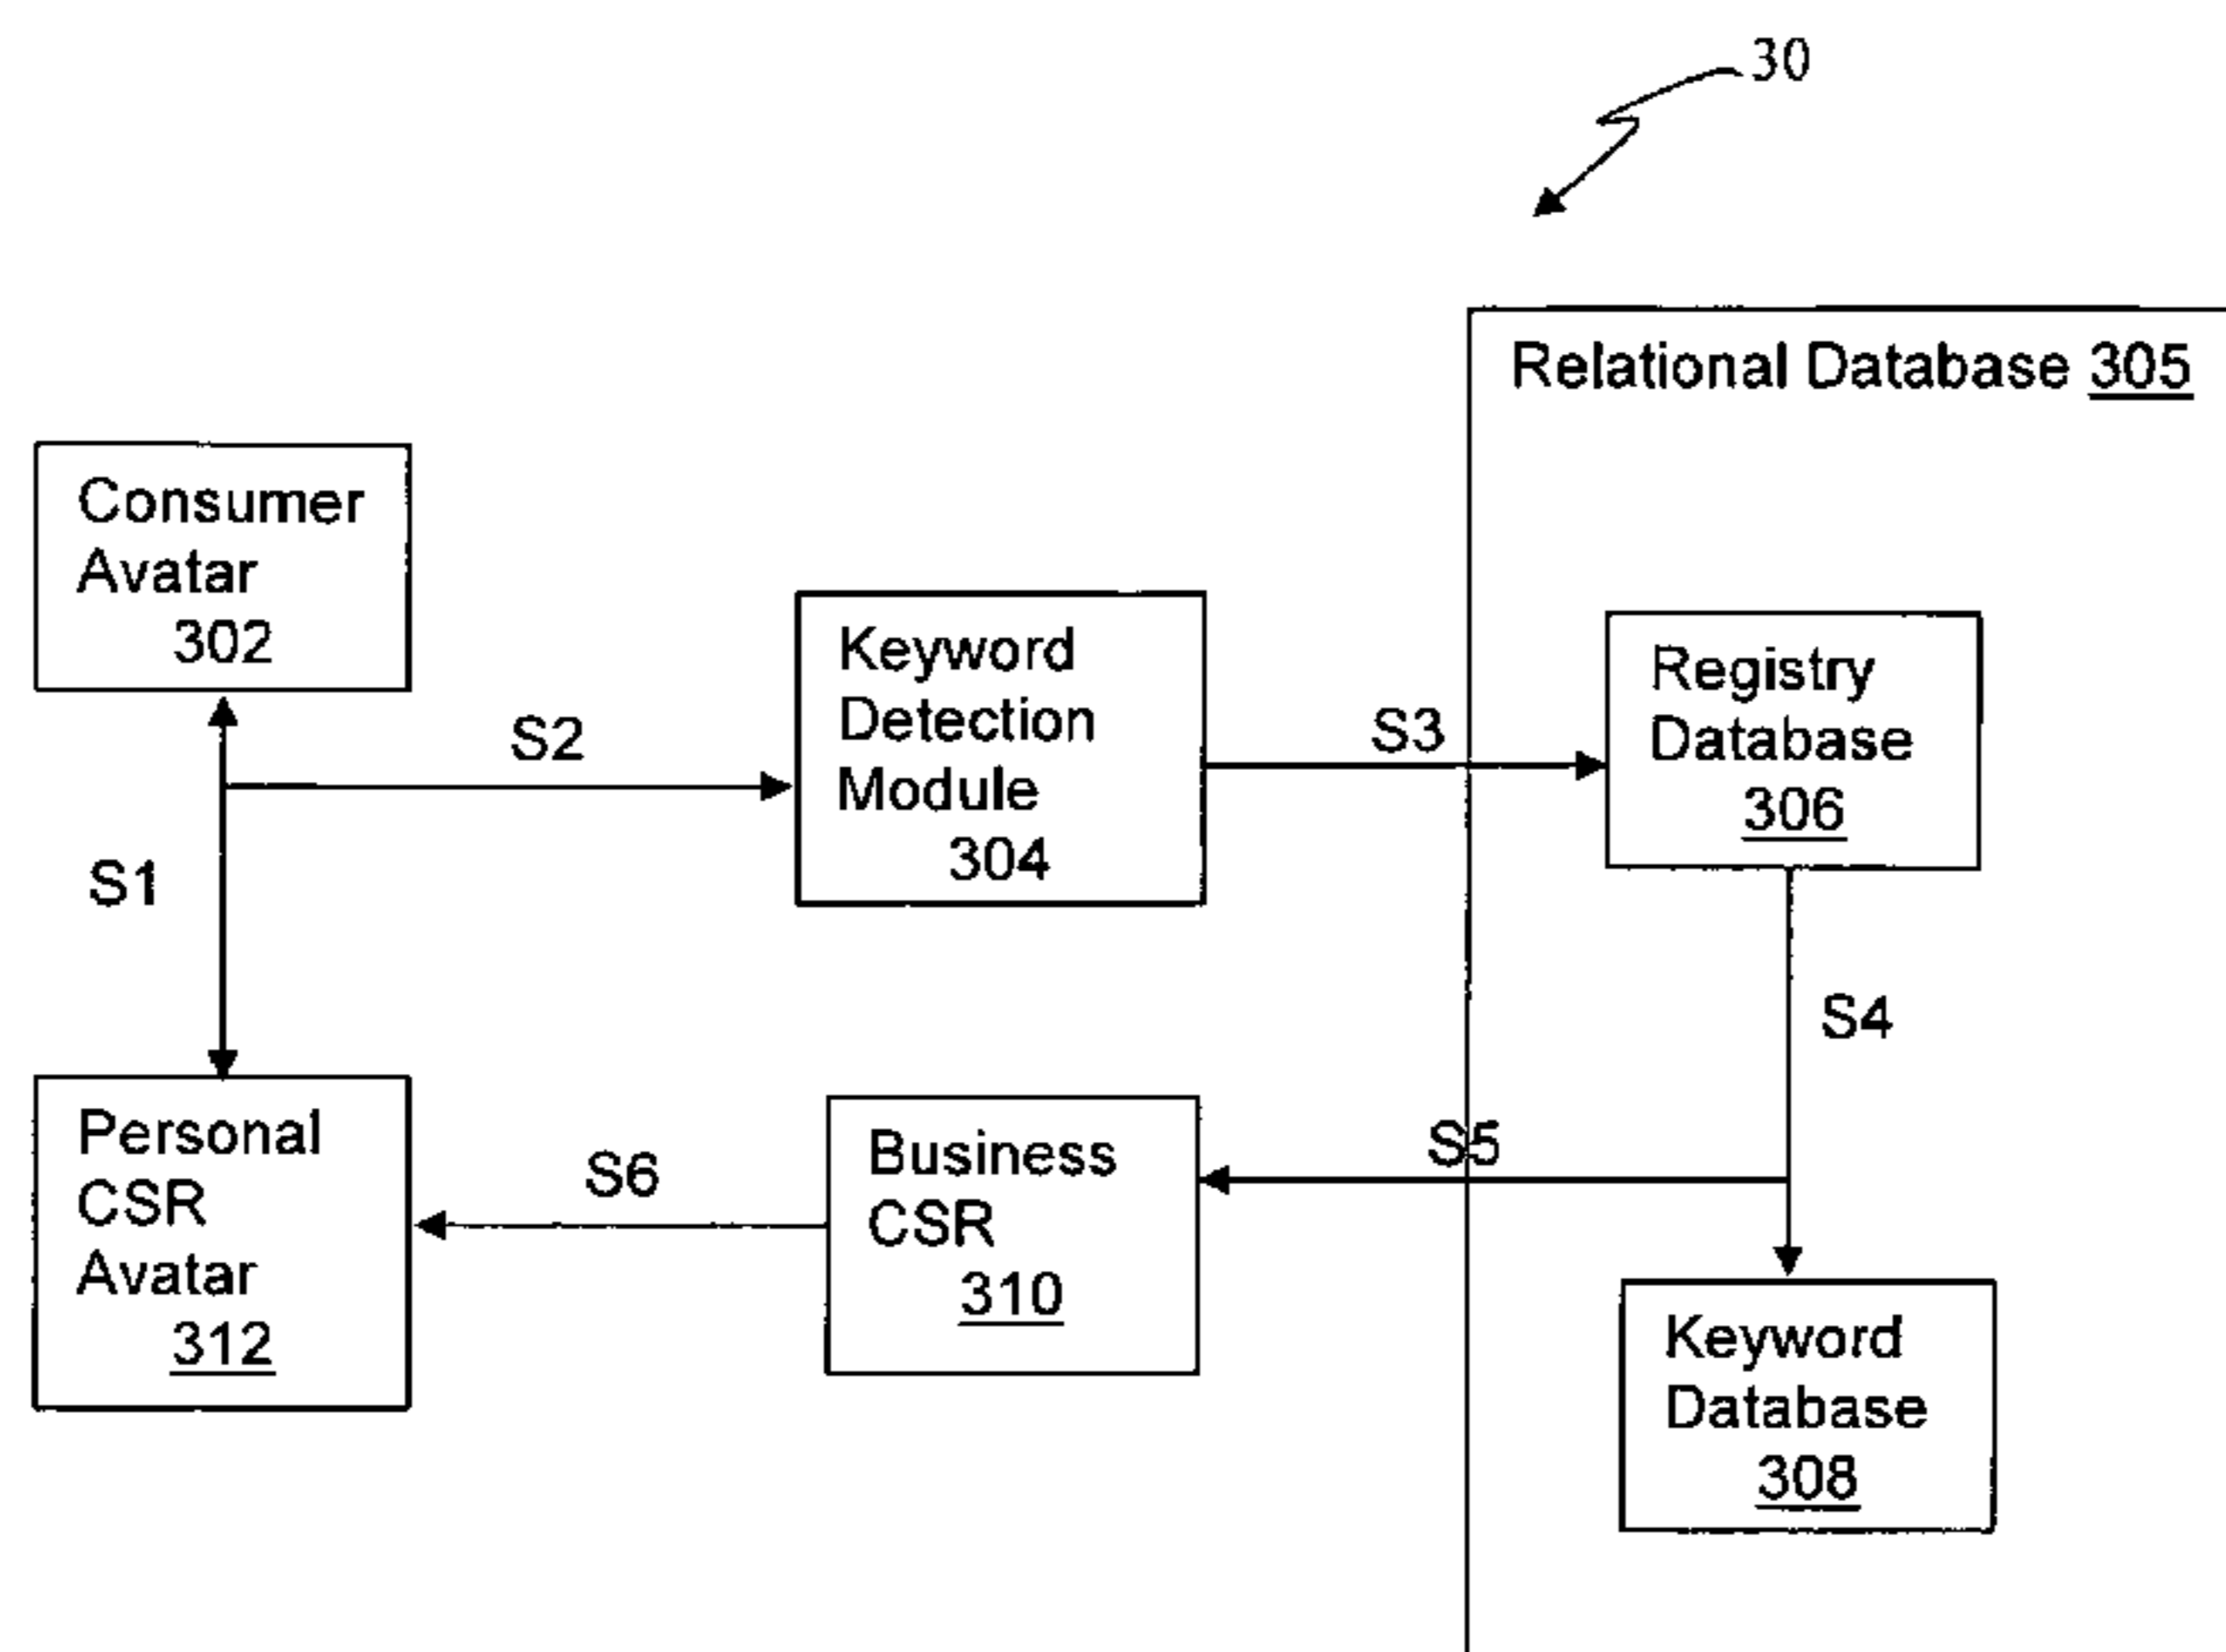 30
Relational Database 305
Consumer
Avatar
302
Keyword
Detection
Module
304
Registry
Database
306
S2
S3
S1
S4
Personal
CSR
Avatar
312
S6
Business
CSR
310
S5
Keyword
Database
308